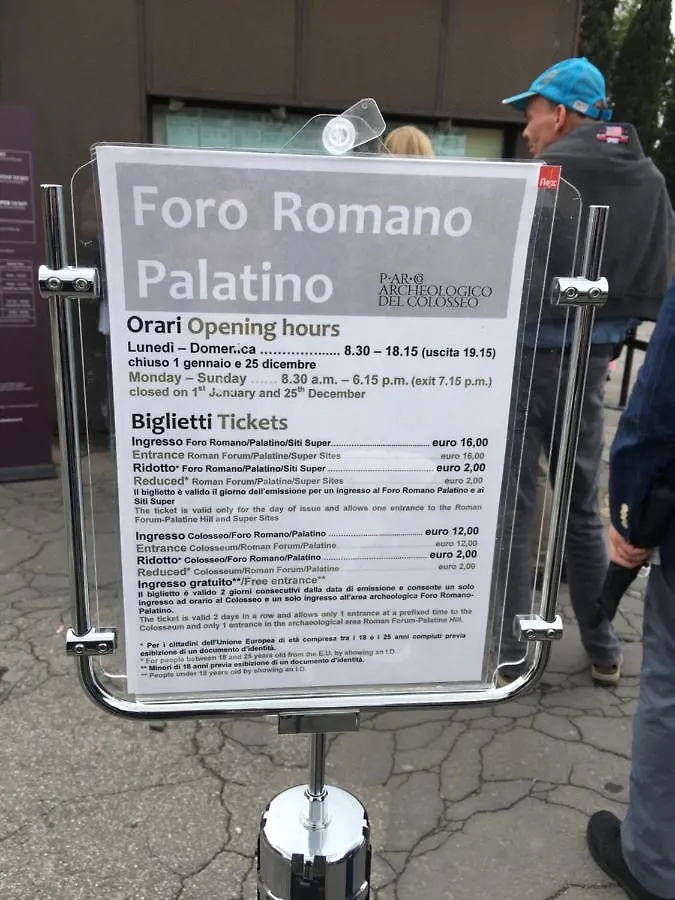 Flex
Foro Romano
Palatino
P·AR·CO
ARCHEOLOGICO
DEL COLOSSEO
Orari Opening hours
Lunedì – Domenica ..................... 8.30 – 18.15 (uscita 19.15)
chiuso 1 gennaio e 25 dicembre
Monday – Sunday ...... 8.30 a.m. – 6.15 p.m. (exit 7.15 p.m.)
closed on 1st January and 25th December
Biglietti Tickets
Ingresso Foro Romano/Palatino/Siti Super.............................. euro 16,00
Entrance Roman Forum/Palatine/Super Sites euro 16,00
Ridotto* Foro Romano/Palatino/Siti Super .............................. euro 2,00
Reduced* Roman Forum/Palatine/Super Sites euro 2,00
Il biglietto è valido il giorno dell'emissione per un ingresso al Foro Romano Palatino e ai
Siti Super
The ticket is valid only for the day of issue and allows one entrance to the Roman
Forum-Palatine Hill and Super Sites
Ingresso Colosseo/Foro Romano/Palatino .............................. euro 12,00
Entrance Colosseum/Roman Forum/Palatine euro 12,00
Ridotto* Colosseo/Foro Romano/Palatino .............................. euro 2,00
Reduced* Colosseum/Roman Forum/Palatine euro 2,00
Ingresso gratuito**/Free entrance**
Il biglietto è valido 2 giorni consecutivi dalla data di emissione e consente un solo
ingresso ad orario al Colosseo e un solo ingresso all'area archeologica Foro Romano-
Palatino.
The ticket is valid 2 days in a row and allows only 1 entrance at a prefixed time to the
Colosseum and only 1 entrance in the archaeological area Roman Forum-Palatine Hill.
* Per i cittadini dell'Unione Europea di età compresa tra i 18 e i 25 anni compiuti previa
esibizione di un documento d'identità.
* For people between 18 and 25 years old from the E.U. by showing an I.D.
** Minori di 18 anni previa esibizione di un documento d'identità.
** People under 18 years old by showing an I.D.